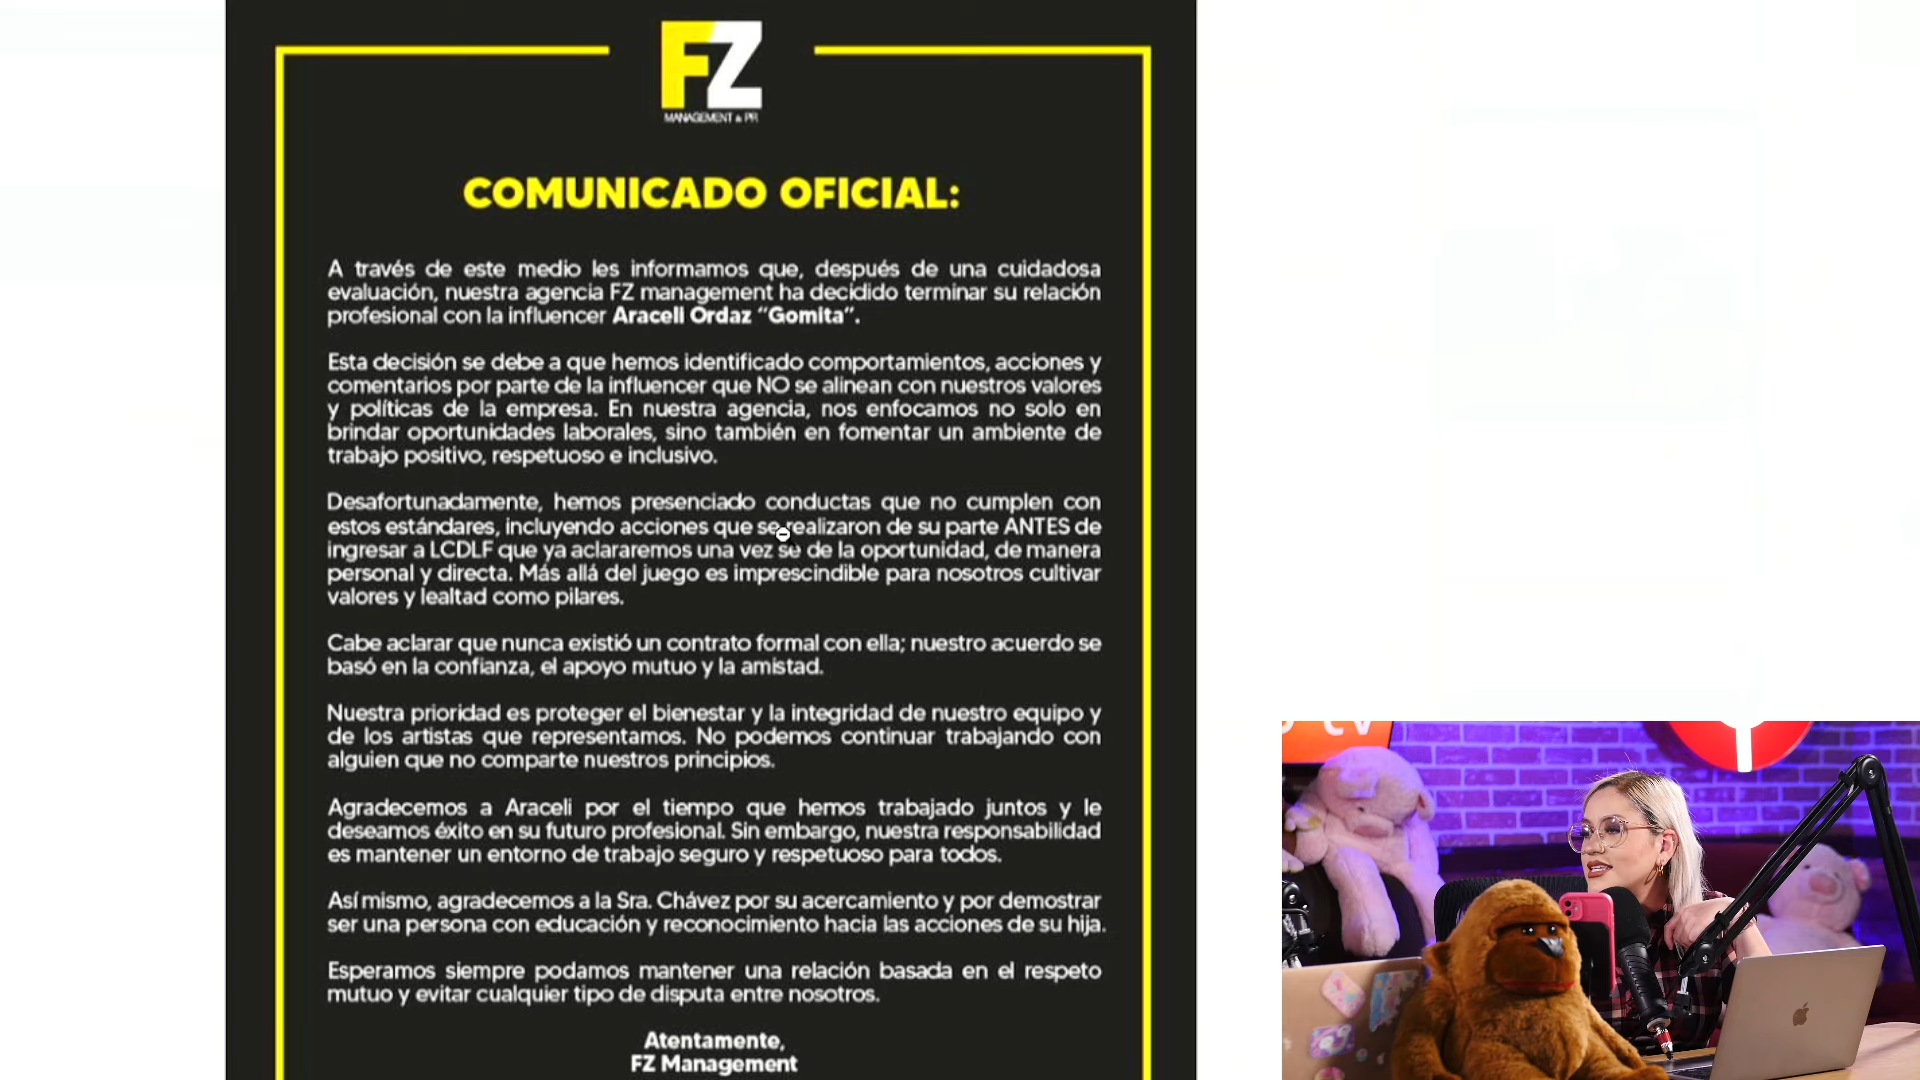 FZ
MANAGEMENT & PR
COMUNICADO OFICIAL:
A través de este medio les informamos que, después de una cuidadosa
evaluación, nuestra agencia FZ management ha decidido terminar su relación
profesional con la influencer Araceli Ordaz “Gomita”.
Esta decisión se debe a que hemos identificado comportamientos, acciones y
comentarios por parte de la influencer que NO se alinean con nuestros valores
y políticas de la empresa. En nuestra agencia, nos enfocamos no solo en
brindar oportunidades laborales, sino también en fomentar un ambiente de
trabajo positivo, respetuoso e inclusivo.
Desafortunadamente, hemos presenciado conductas que no cumplen con
estos estándares, incluyendo acciones que se realizaron de su parte ANTES de
ingresar a LCDLF que ya aclararemos una vez se de la oportunidad, de manera
personal y directa. Más allá del juego es imprescindible para nosotros cultivar
valores y lealtad como pilares.
Cabe aclarar que nunca existió un contrato formal con ella; nuestro acuerdo se
basó en la confianza, el apoyo mutuo y la amistad.
Nuestra prioridad es proteger el bienestar y la integridad de nuestro equipo y
de los artistas que representamos. No podemos continuar trabajando con
alguien que no comparte nuestros principios.
Agradecemos a Araceli por el tiempo que hemos trabajado juntos y le
deseamos éxito en su futuro profesional. Sin embargo, nuestra responsabilidad
es mantener un entorno de trabajo seguro y respetuoso para todos.
Así mismo, agradecemos a la Sra. Chávez por su acercamiento y por demostrar
ser una persona con educación y reconocimiento hacia las acciones de su hija.
Esperamos siempre podamos mantener una relación basada en el respeto
mutuo y evitar cualquier tipo de disputa entre nosotros.
Atentamente,
FZ Management